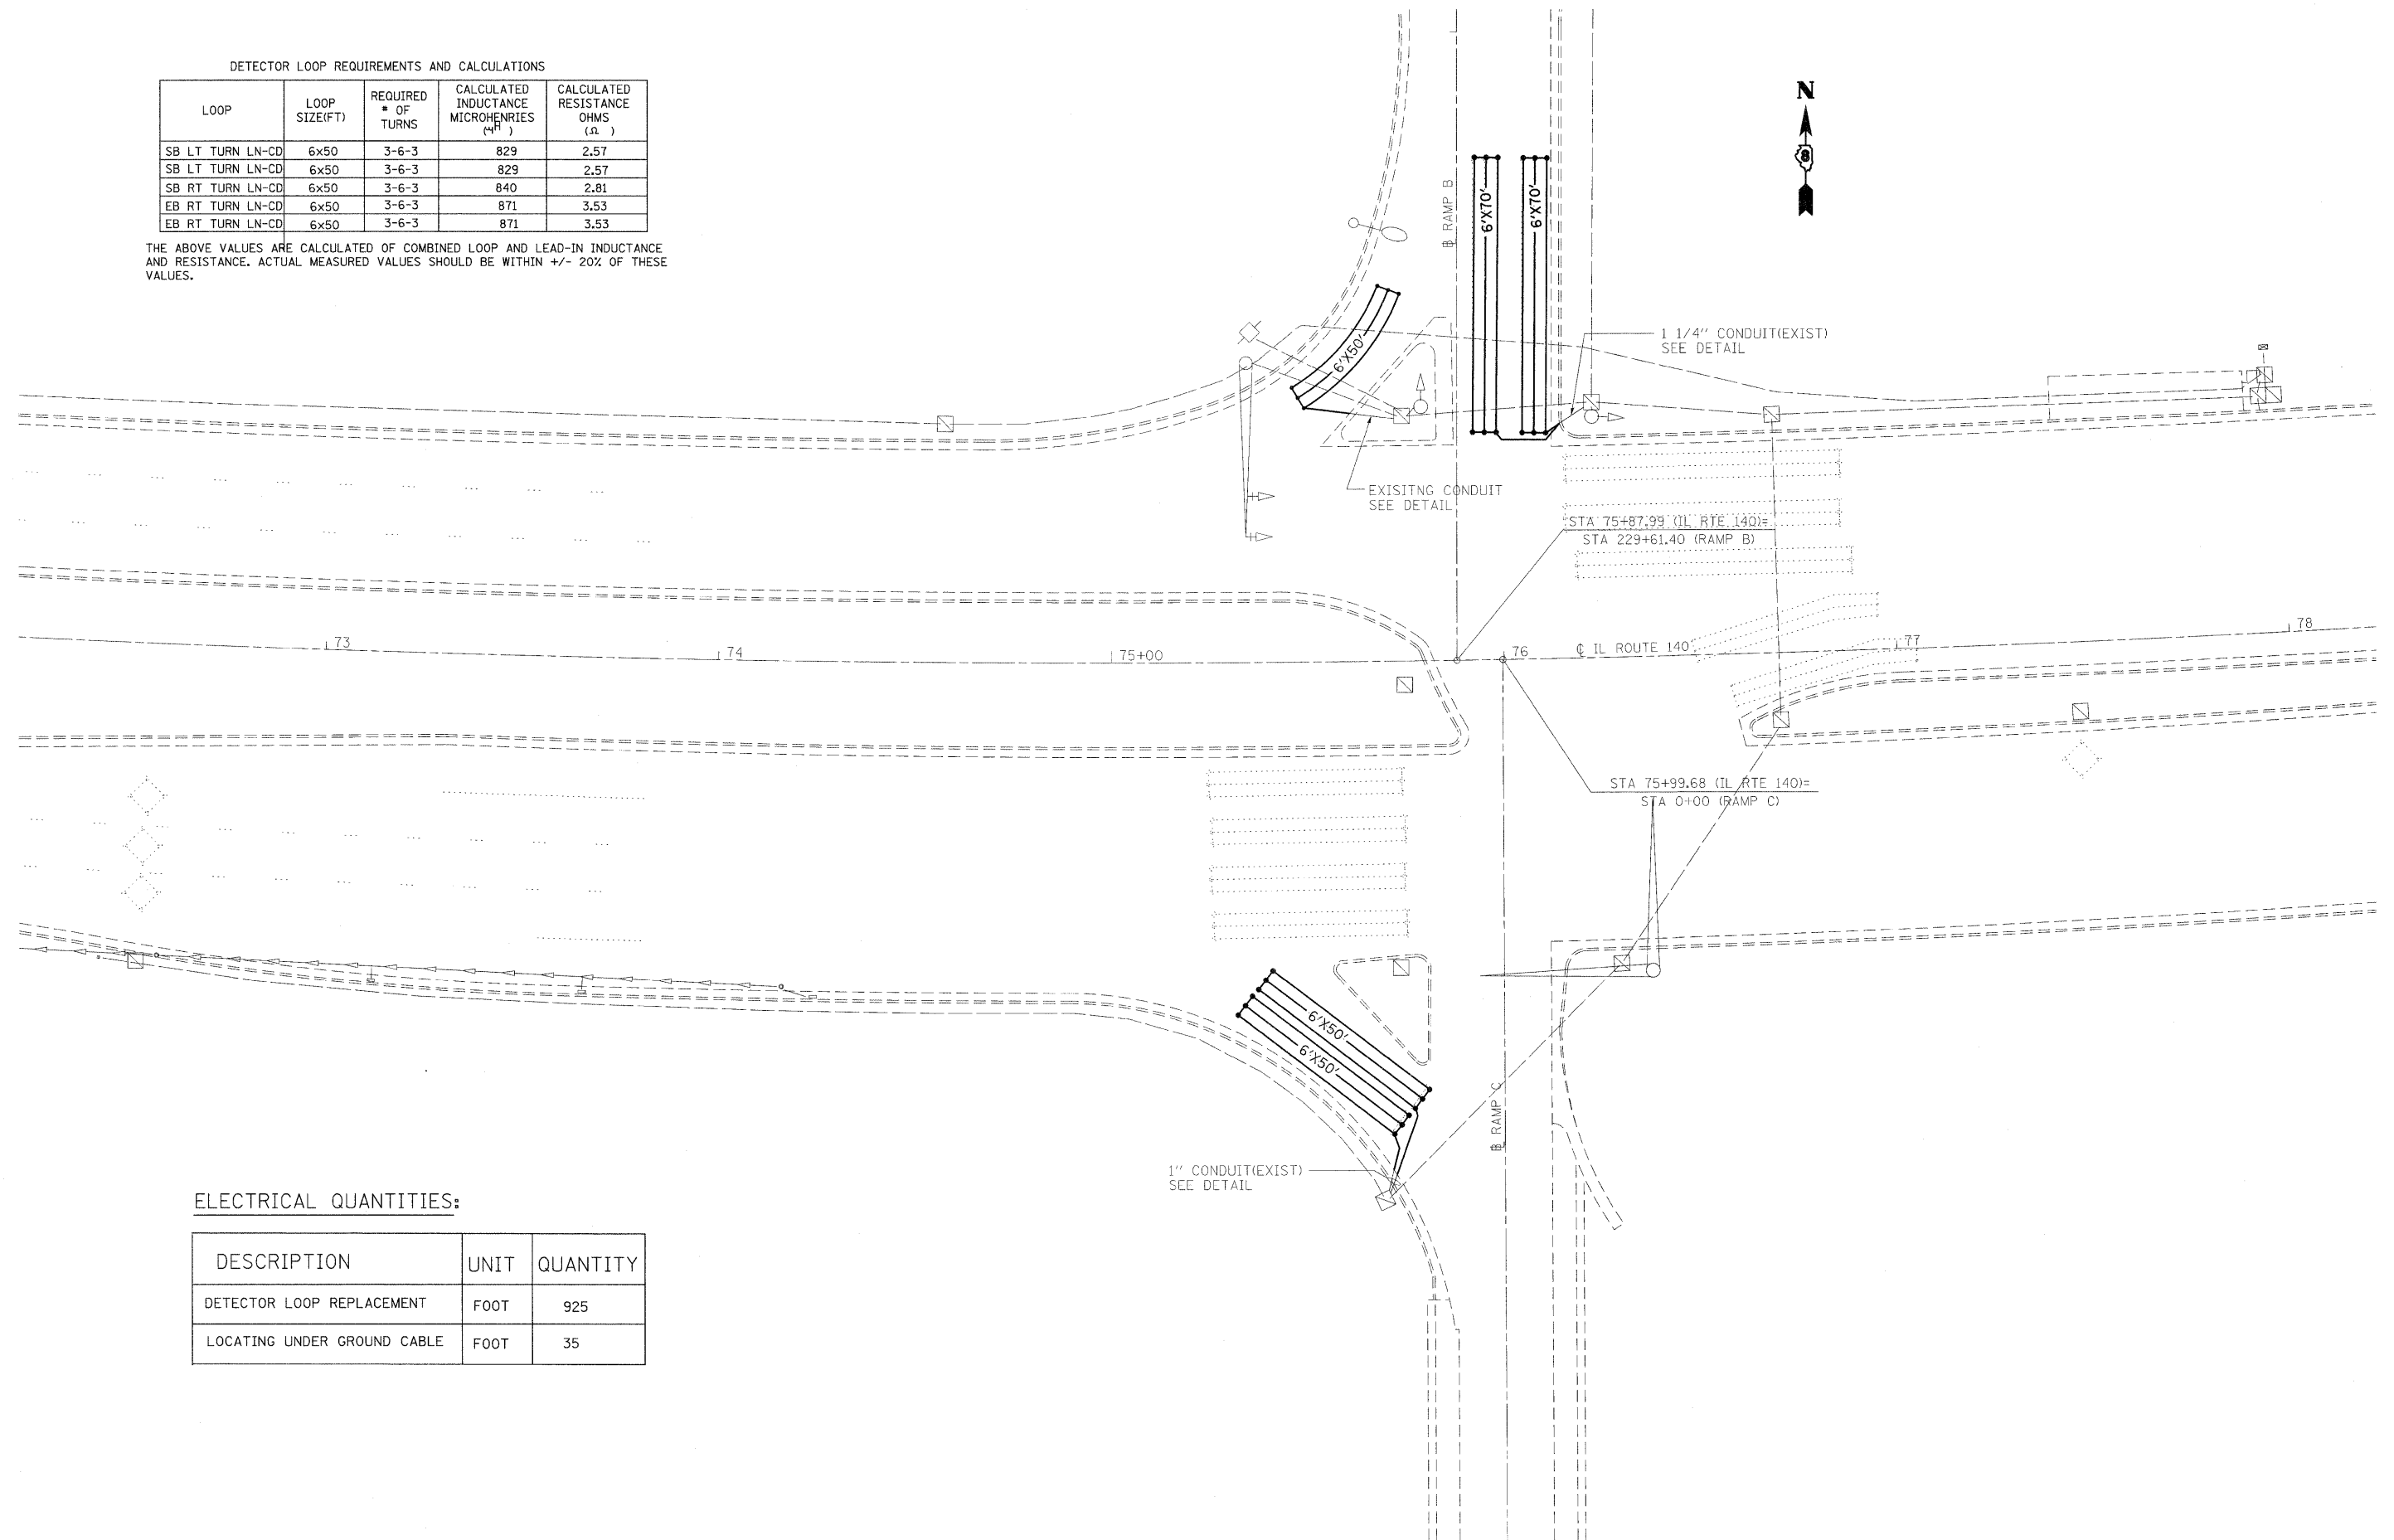 DETECTOR LOOP REQUIREMENTS AND CALCULATIONS
LOOP
LOOP SIZE(FT)
REQUIRED # OF TURNS
CALCULATED INDUCTANCE MICROHENRIES
CALCULATED RESISTANCE OHMS (Ω )
SB LT TURN LN-CD 6x50 3-6-3 829 2.57
SB LT TURN LN-CD 6x50 3-6-3 829 2.57
SB RT TURN LN-CD 6x50 3-6-3 840 2.81
EB RT TURN LN-CD 6x50 3-6-3 871 3.53
EB RT TURN LN-CD 6x50 3-6-3 871 3.53
THE ABOVE VALUES ARE CALCULATED OF COMBINED LOOP AND LEAD-IN INDUCTANCE
AND RESISTANCE. ACTUAL MEASURED VALUES SHOULD BE WITHIN +/- 20% OF THESE
VALUES.
N
8
℄ RAMP B
6'X70'
6'X70'
6'X50'
1 1/4" CONDUIT(EXIST)
SEE DETAIL
EXISITNG CONDUIT
SEE DETAIL
STA 75+87.99 (IL RTE 140)=
STA 229+61.40 (RAMP B)
73
74
75+00
76
℄ IL ROUTE 140
77
78
STA 75+99.68 (IL RTE 140)=
STA 0+00 (RAMP C)
6'X50'
6'X50'
℄ RAMP C
1" CONDUIT(EXIST)
SEE DETAIL
ELECTRICAL QUANTITIES:
DESCRIPTION UNIT QUANTITY
DETECTOR LOOP REPLACEMENT FOOT 925
LOCATING UNDER GROUND CABLE FOOT 35